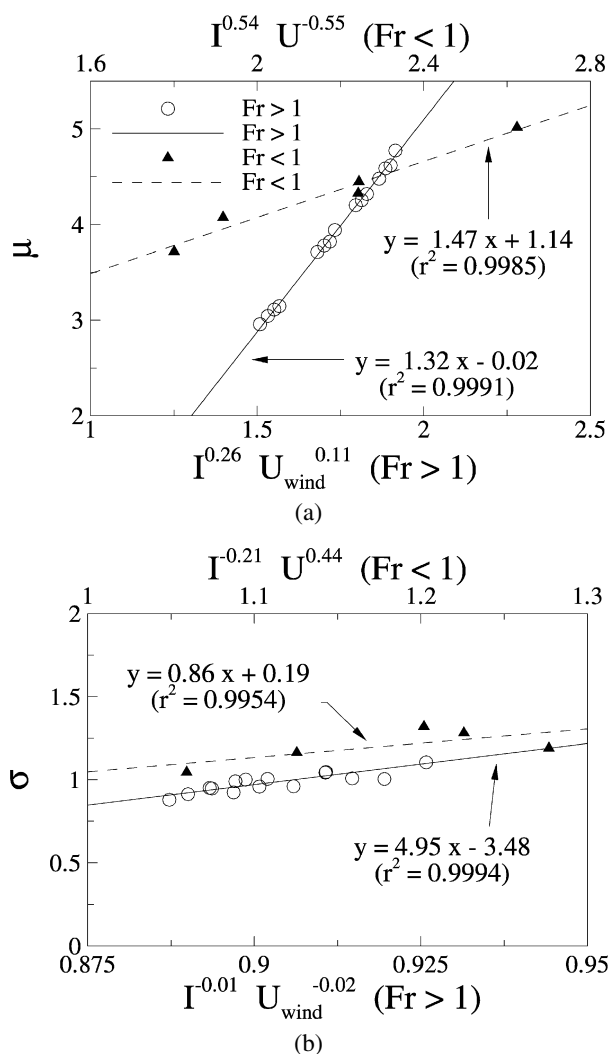 I^0.54 U^-0.55 (Fr < 1)
1.6 2 2.4 2.8
Fr > 1
Fr > 1
Fr < 1
Fr < 1
5
4
3
2
μ
y = 1.47 x + 1.14
(r^2 = 0.9985)
y = 1.32 x - 0.02
(r^2 = 0.9991)
1 1.5 2 2.5
I^0.26 U_wind^0.11 (Fr > 1)
(a)
I^-0.21 U^0.44 (Fr < 1)
1 1.1 1.2 1.3
2
1.5
1
0.5
0
σ
y = 0.86 x + 0.19
(r^2 = 0.9954)
y = 4.95 x - 3.48
(r^2 = 0.9994)
0.875 0.9 0.925 0.95
I^-0.01 U_wind^-0.02 (Fr > 1)
(b)